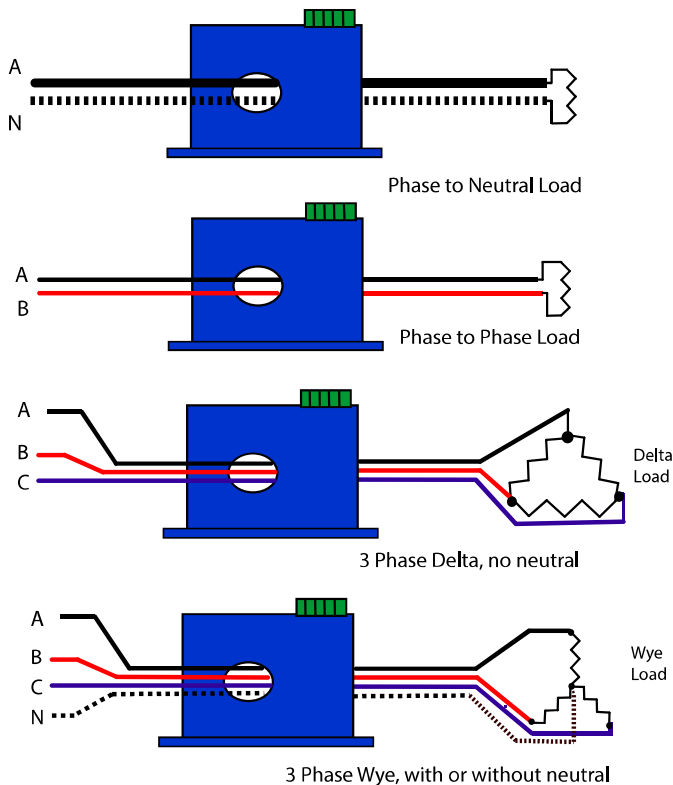 A
N
Phase to Neutral Load
A
B
Phase to Phase Load
A
B
C
Delta
Load
3 Phase Delta, no neutral
A
B
C
N
Wye
Load
3 Phase Wye, with or without neutral